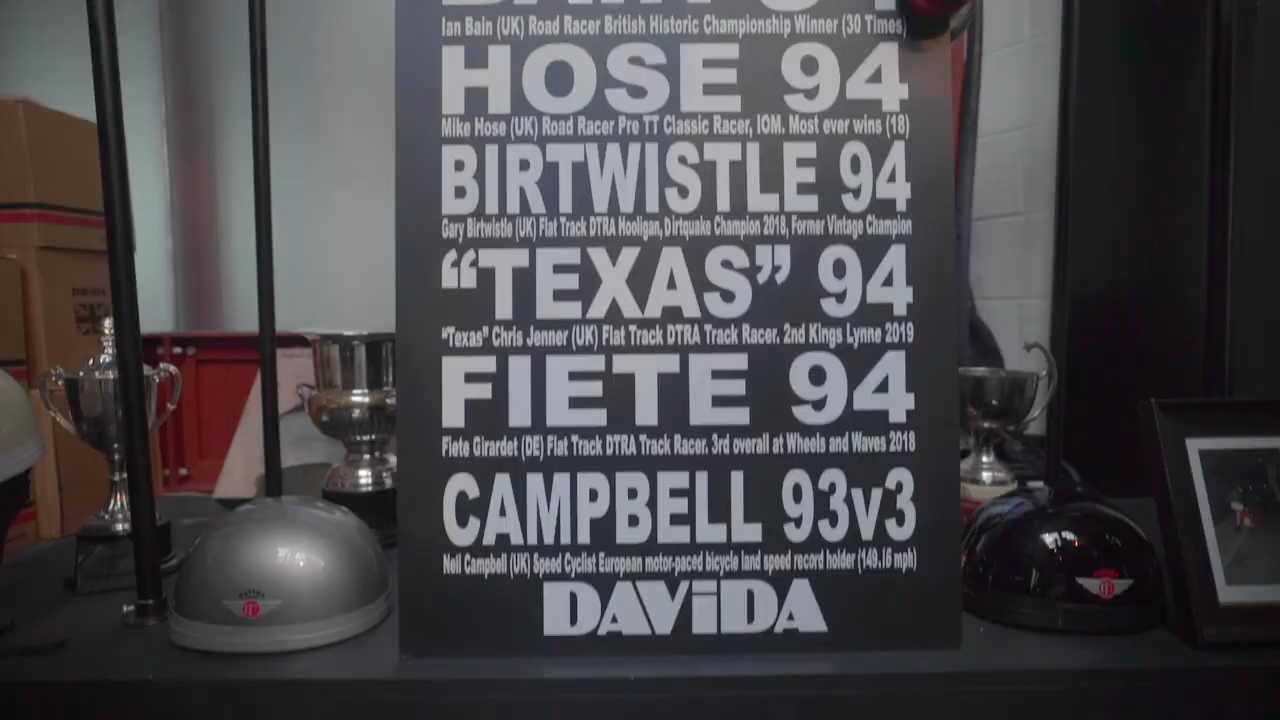 BAIN 94
Ian Bain (UK) Road Racer British Historic Championship Winner (30 Times)
HOSE 94
Mike Hose (UK) Road Racer Pre TT Classic Racer, IOM. Most ever wins (18)
BIRTWISTLE 94
Gary Birtwistle (UK) Flat Track DTRA Hooligan, Dirtquake Champion 2018, Former Vintage Champion
“TEXAS” 94
“Texas” Chris Jenner (UK) Flat Track DTRA Track Racer. 2nd Kings Lynne 2019
FIETE 94
Fiete Girardet (DE) Flat Track DTRA Track Racer. 3rd overall at Wheels and Waves 2018
CAMPBELL 93v3
Neil Campbell (UK) Speed Cyclist European motor-paced bicycle land speed record holder (149.16 mph)
DAViDA